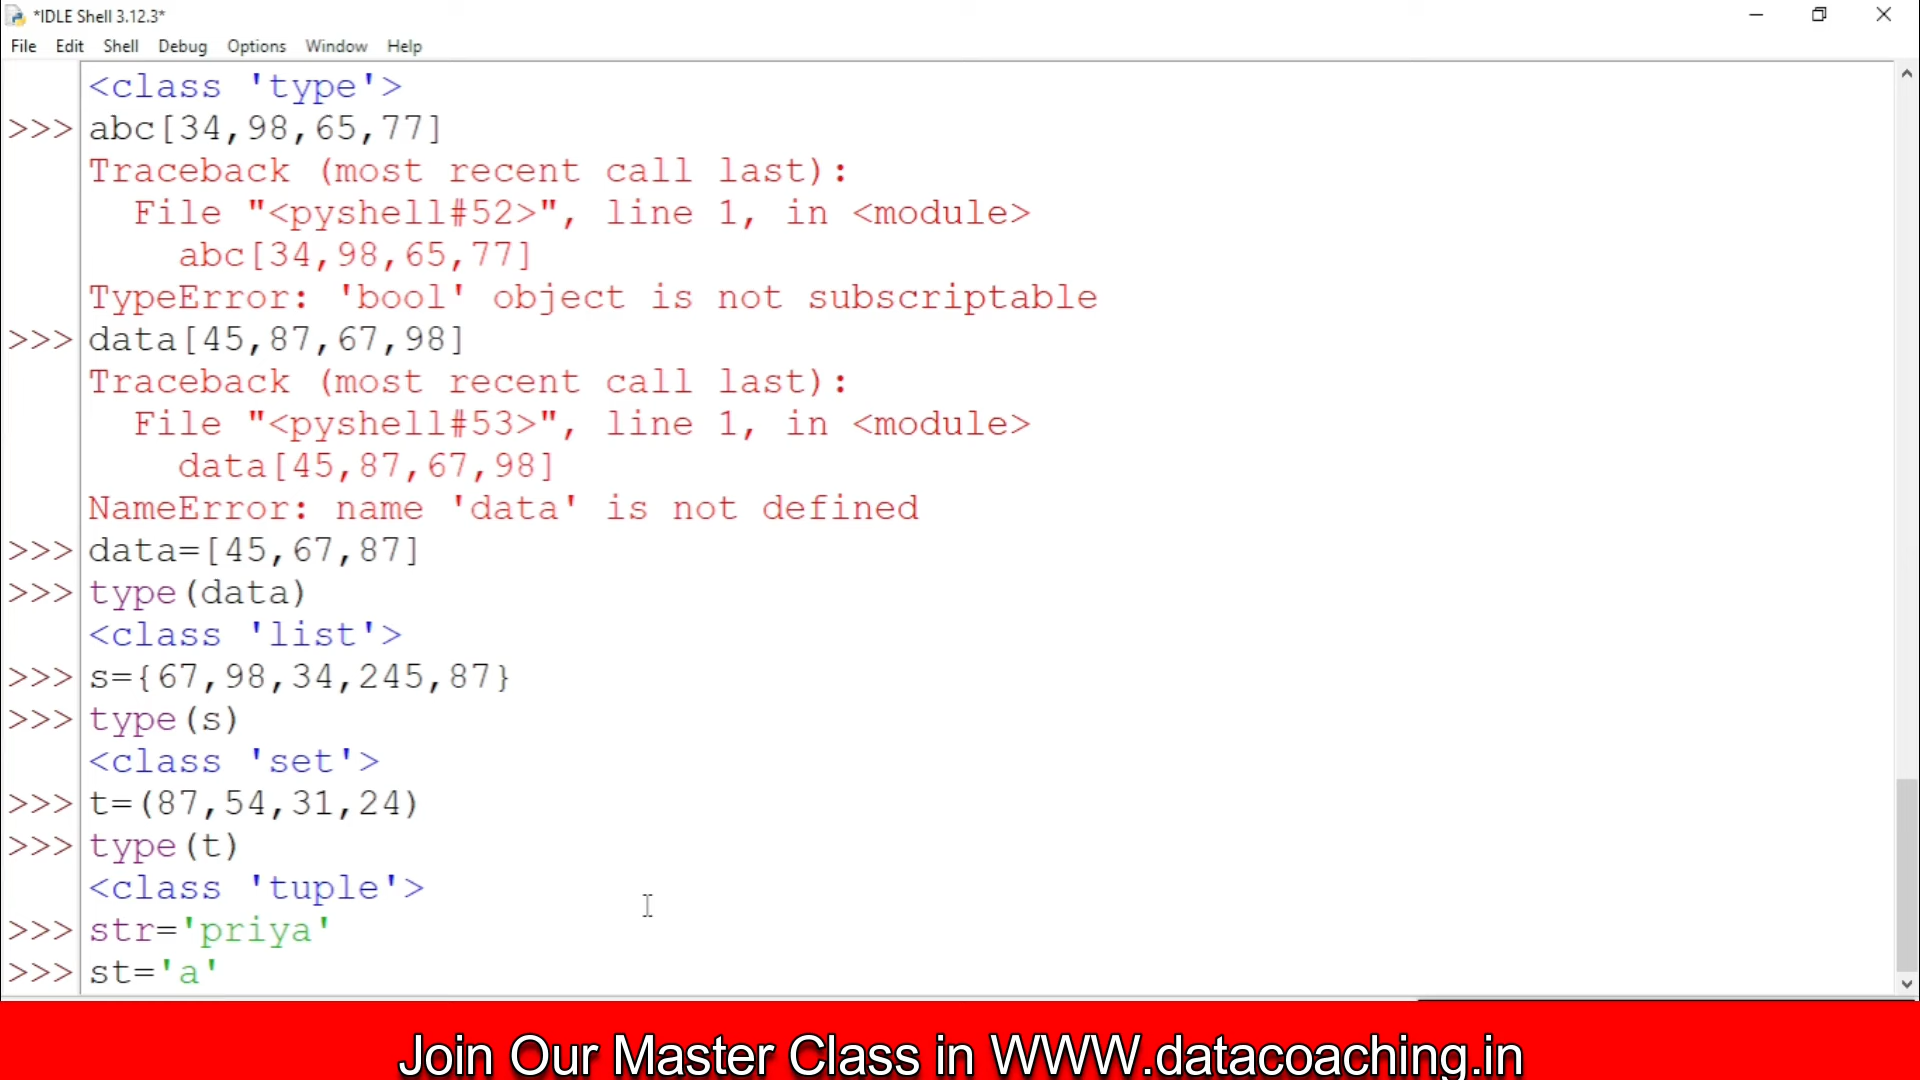 *IDLE Shell 3.12.3*
File Edit Shell Debug Options Window Help
<class 'type'>
>>> abc[34,98,65,77]
Traceback (most recent call last):
  File "<pyshell#52>", line 1, in <module>
    abc[34,98,65,77]
TypeError: 'bool' object is not subscriptable
>>> data[45,87,67,98]
Traceback (most recent call last):
  File "<pyshell#53>", line 1, in <module>
    data[45,87,67,98]
NameError: name 'data' is not defined
>>> data=[45,67,87]
>>> type(data)
<class 'list'>
>>> s={67,98,34,245,87}
>>> type(s)
<class 'set'>
>>> t=(87,54,31,24)
>>> type(t)
<class 'tuple'>
>>> str='priya'
>>> st='a'
Join Our Master Class in WWW.datacoaching.in